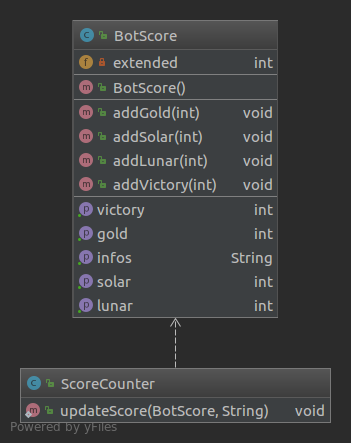 BotScore
extended int
BotScore()
addGold(int) void
addSolar(int) void
addLunar(int) void
addVictory(int) void
victory int
gold int
infos String
solar int
lunar int
ScoreCounter
updateScore(BotScore, String) void
Powered by yFiles